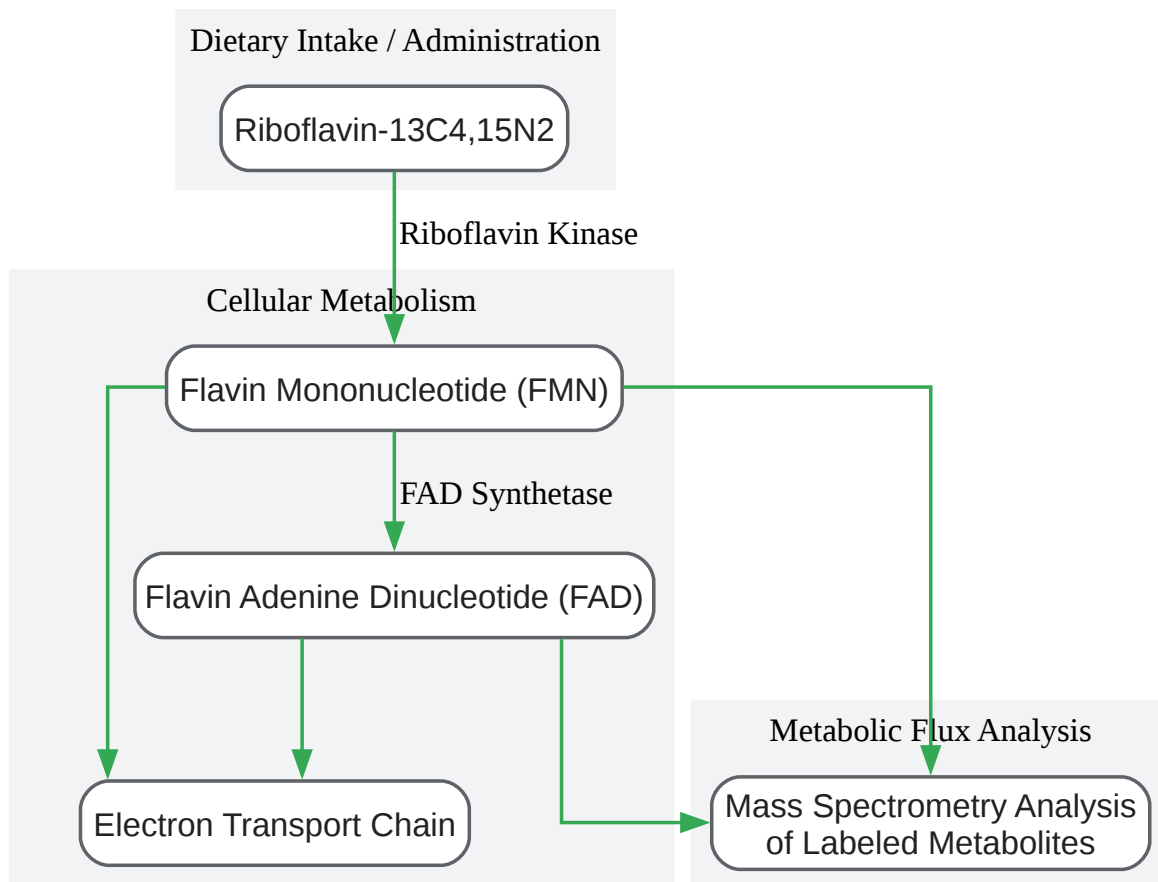 Dietary Intake / Administration
Riboflavin-13C4,15N2
Riboflavin Kinase
Cellular Metabolism
Flavin Mononucleotide (FMN)
FAD Synthetase
Flavin Adenine Dinucleotide (FAD)
Electron Transport Chain
Metabolic Flux Analysis
Mass Spectrometry Analysis
of Labeled Metabolites